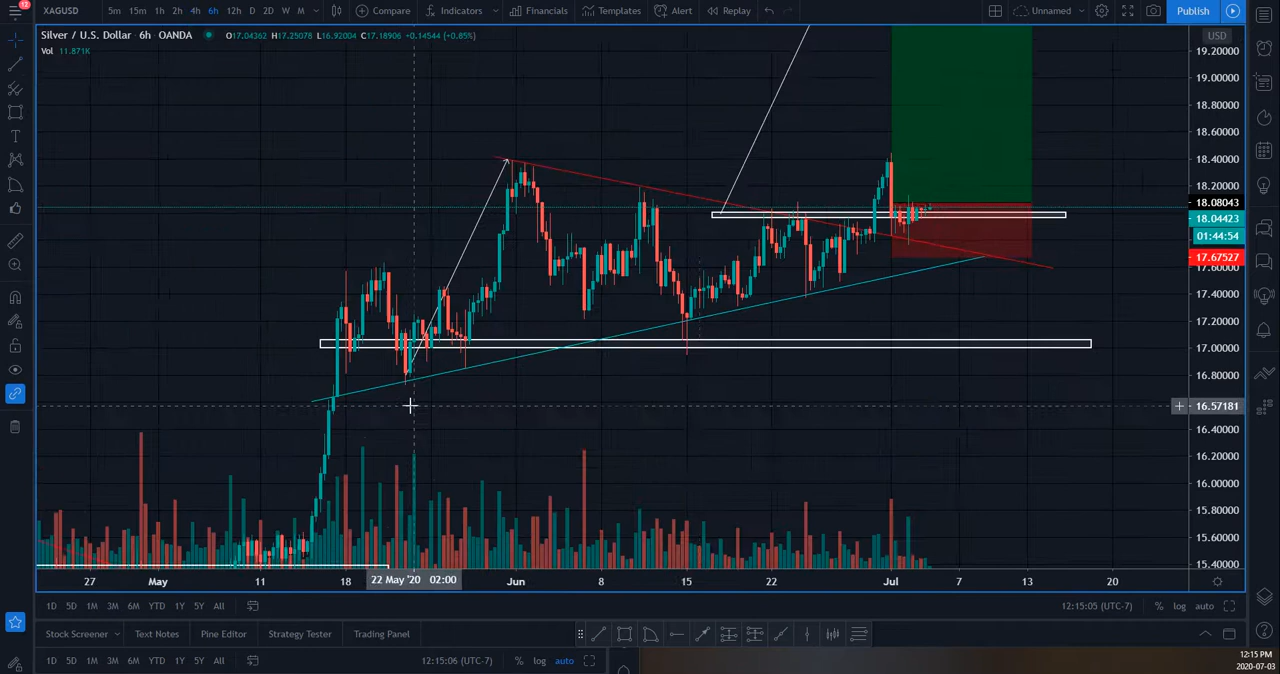 12
XAGUSD 5m 15m 1h 2h 4h 6h 12h D 2D W M Compare Indicators Financials Templates Alert Replay Unnamed Publish
Silver / U.S. Dollar 6h OANDA O17.04362 H17.25078 L16.92004 C17.18906 +0.14544 (+0.85%)
USD
Vol 11.871K
19.20000
19.00000
18.80000
18.60000
18.40000
18.20000
18.08043
18.04423
01:44:54
17.67527
17.60000
17.40000
17.20000
17.00000
16.80000
16.57181
16.40000
16.20000
16.00000
15.80000
15.60000
15.40000
27 May 11 18 22 May '20 02:00 Jun 8 15 22 Jul 7 13 20
1D 5D 1M 3M 6M YTD 1Y 5Y All 12:15:05 (UTC-7) % log auto
Stock Screener Text Notes Pine Editor Strategy Tester Trading Panel
1D 5D 1M 3M 6M YTD 1Y 5Y All 12:15:06 (UTC-7) % log auto
12:15 PM
2020-07-03